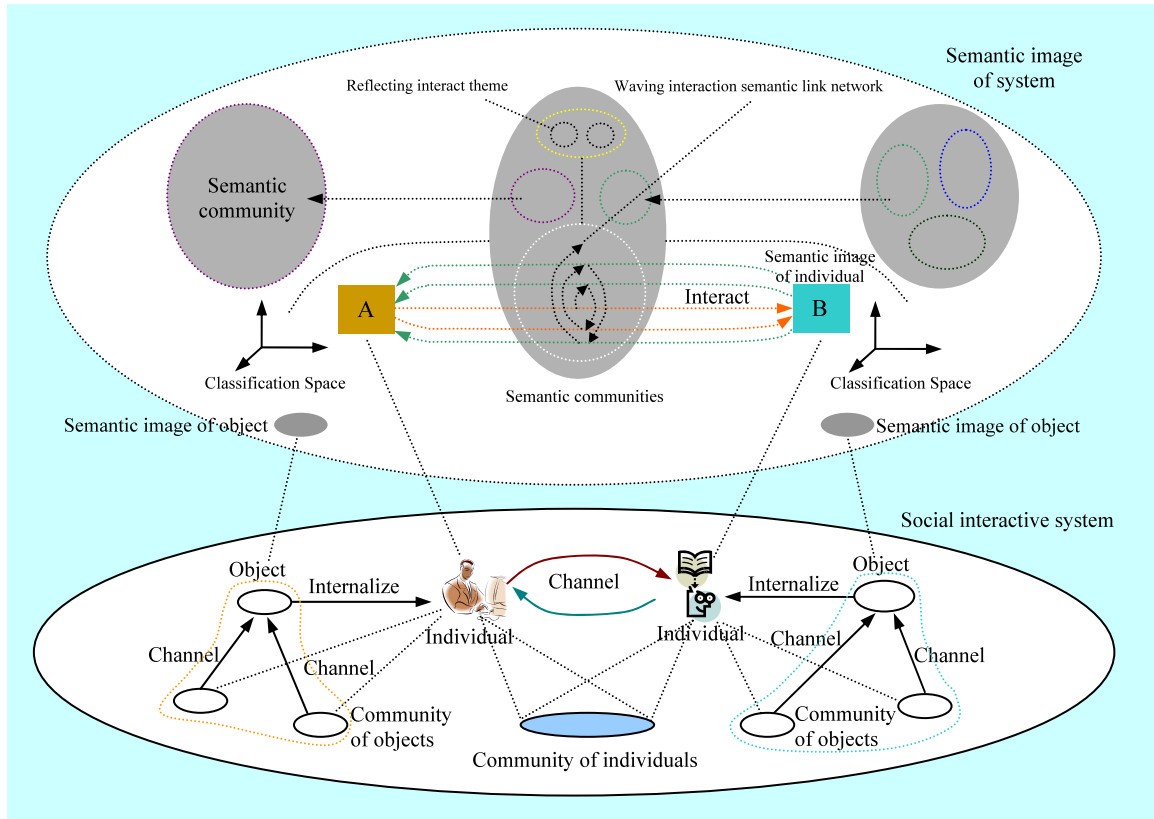 Semantic image
of system
Reflecting interact theme
Waving interaction semantic link network
Semantic
community
Semantic image
of individual
A
Interact
B
Classification Space
Semantic communities
Classification Space
Semantic image of object
Semantic image of object
Social interactive system
Object
Internalize
Channel
Internalize
Object
Individual
Individual
Channel
Channel
Channel
Channel
Community
of objects
Community
of objects
Community of individuals